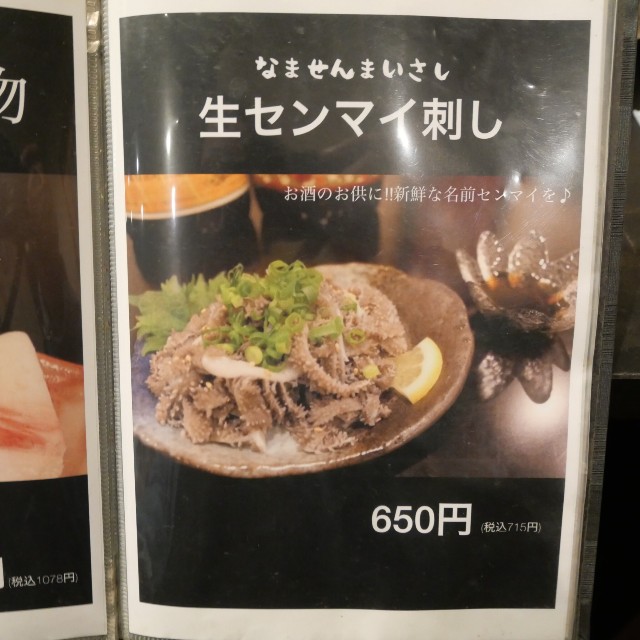 物
円(税込1078円)
なませんまいさし
生センマイ刺し
お酒のお供に!!新鮮な名前センマイを♪
650円(税込715円)